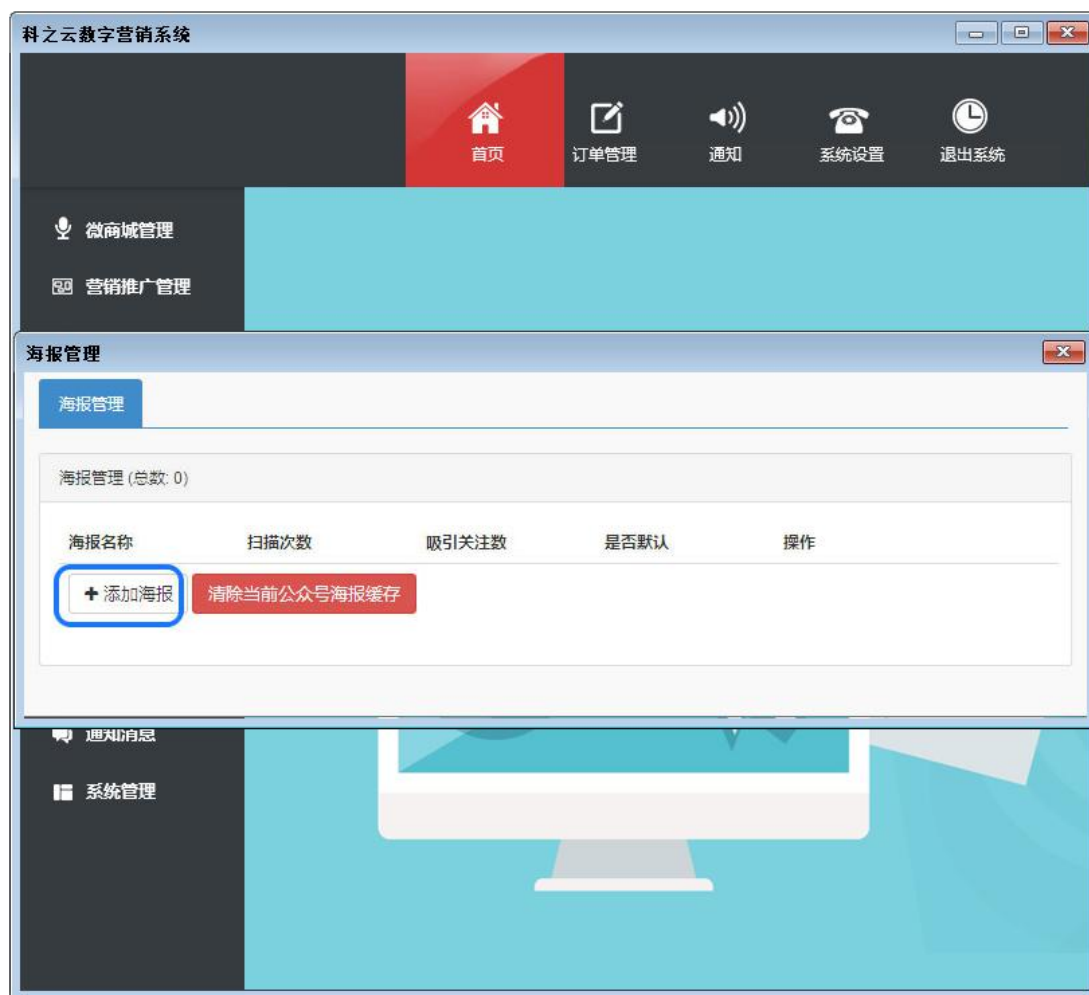 科之云数字营销系统
首页 订单管理 通知 系统设置 退出系统
微商城管理
营销推广管理
海报管理
海报管理
海报管理 (总数: 0)
海报名称 扫描次数 吸引关注数 是否默认 操作
+ 添加海报 清除当前公众号海报缓存
通知消息
系统管理